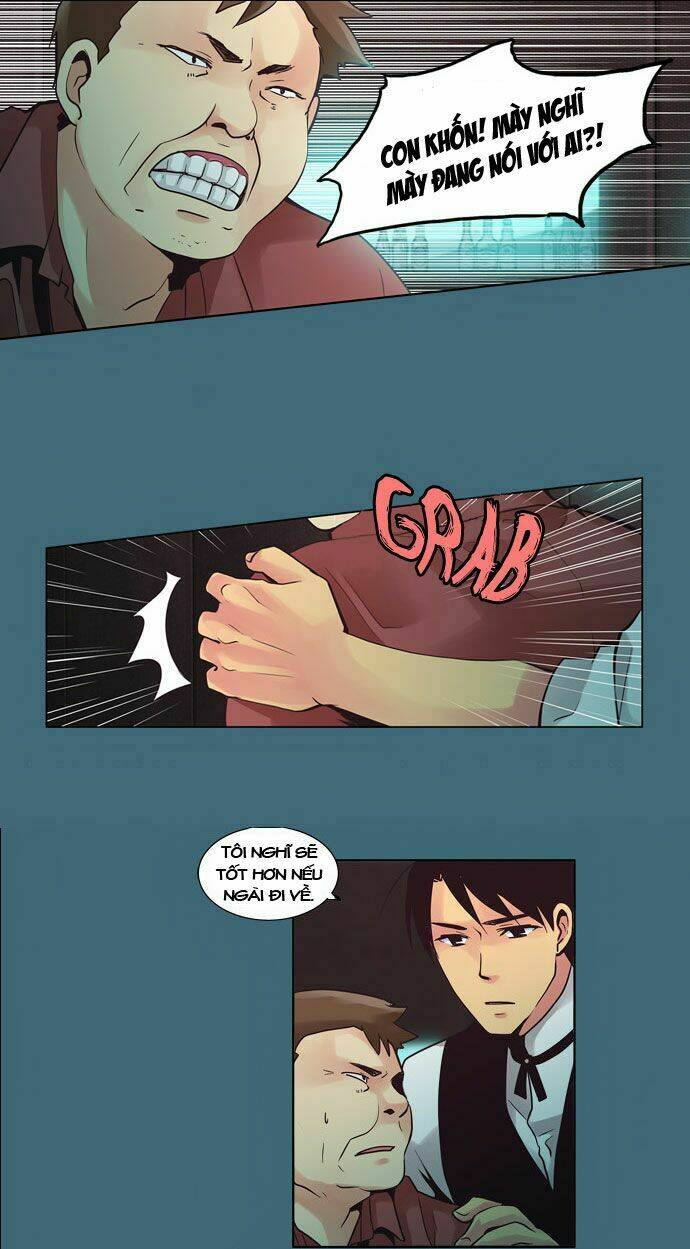 CON KHỐN! MÀY NGHĨ
MÀY ĐANG NÓI VỚI AI?!
GRAB
TÔI NGHĨ SẼ
TỐT HƠN NẾU
NGÀI ĐI VỀ.